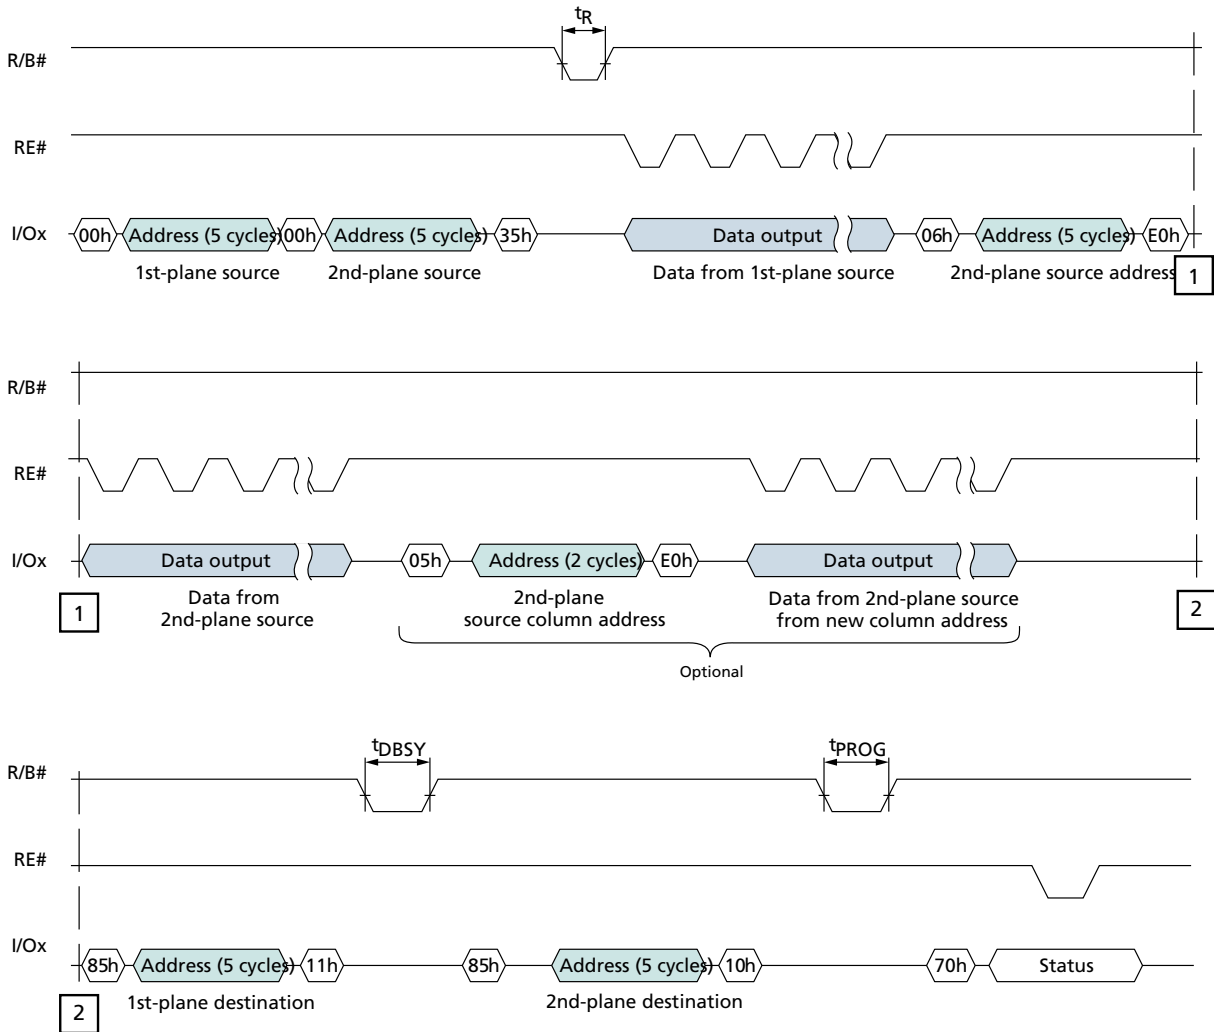 tR
R/B#
RE#
I/Ox 00h Address (5 cycles) 00h Address (5 cycles) 35h Data output 06h Address (5 cycles) E0h
1st-plane source 2nd-plane source Data from 1st-plane source 2nd-plane source address 1
R/B#
RE#
I/Ox Data output 05h Address (2 cycles) E0h Data output
1 Data from 2nd-plane source 2nd-plane source column address Data from 2nd-plane source from new column address 2
Optional
tDBSY tPROG
R/B#
RE#
I/Ox 85h Address (5 cycles) 11h 85h Address (5 cycles) 10h 70h Status
2 1st-plane destination 2nd-plane destination